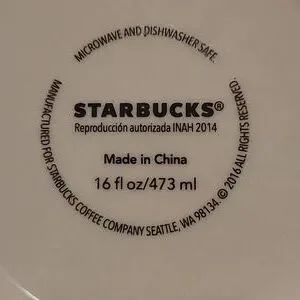 MICROWAVE AND DISHWASHER SAFE.
STARBUCKS®
Reproducción autorizada INAH 2014
Made in China
16 fl oz/473 ml
MANUFACTURED FOR STARBUCKS COFFEE COMPANY SEATTLE, WA 98134. © 2016 ALL RIGHTS RESERVED.